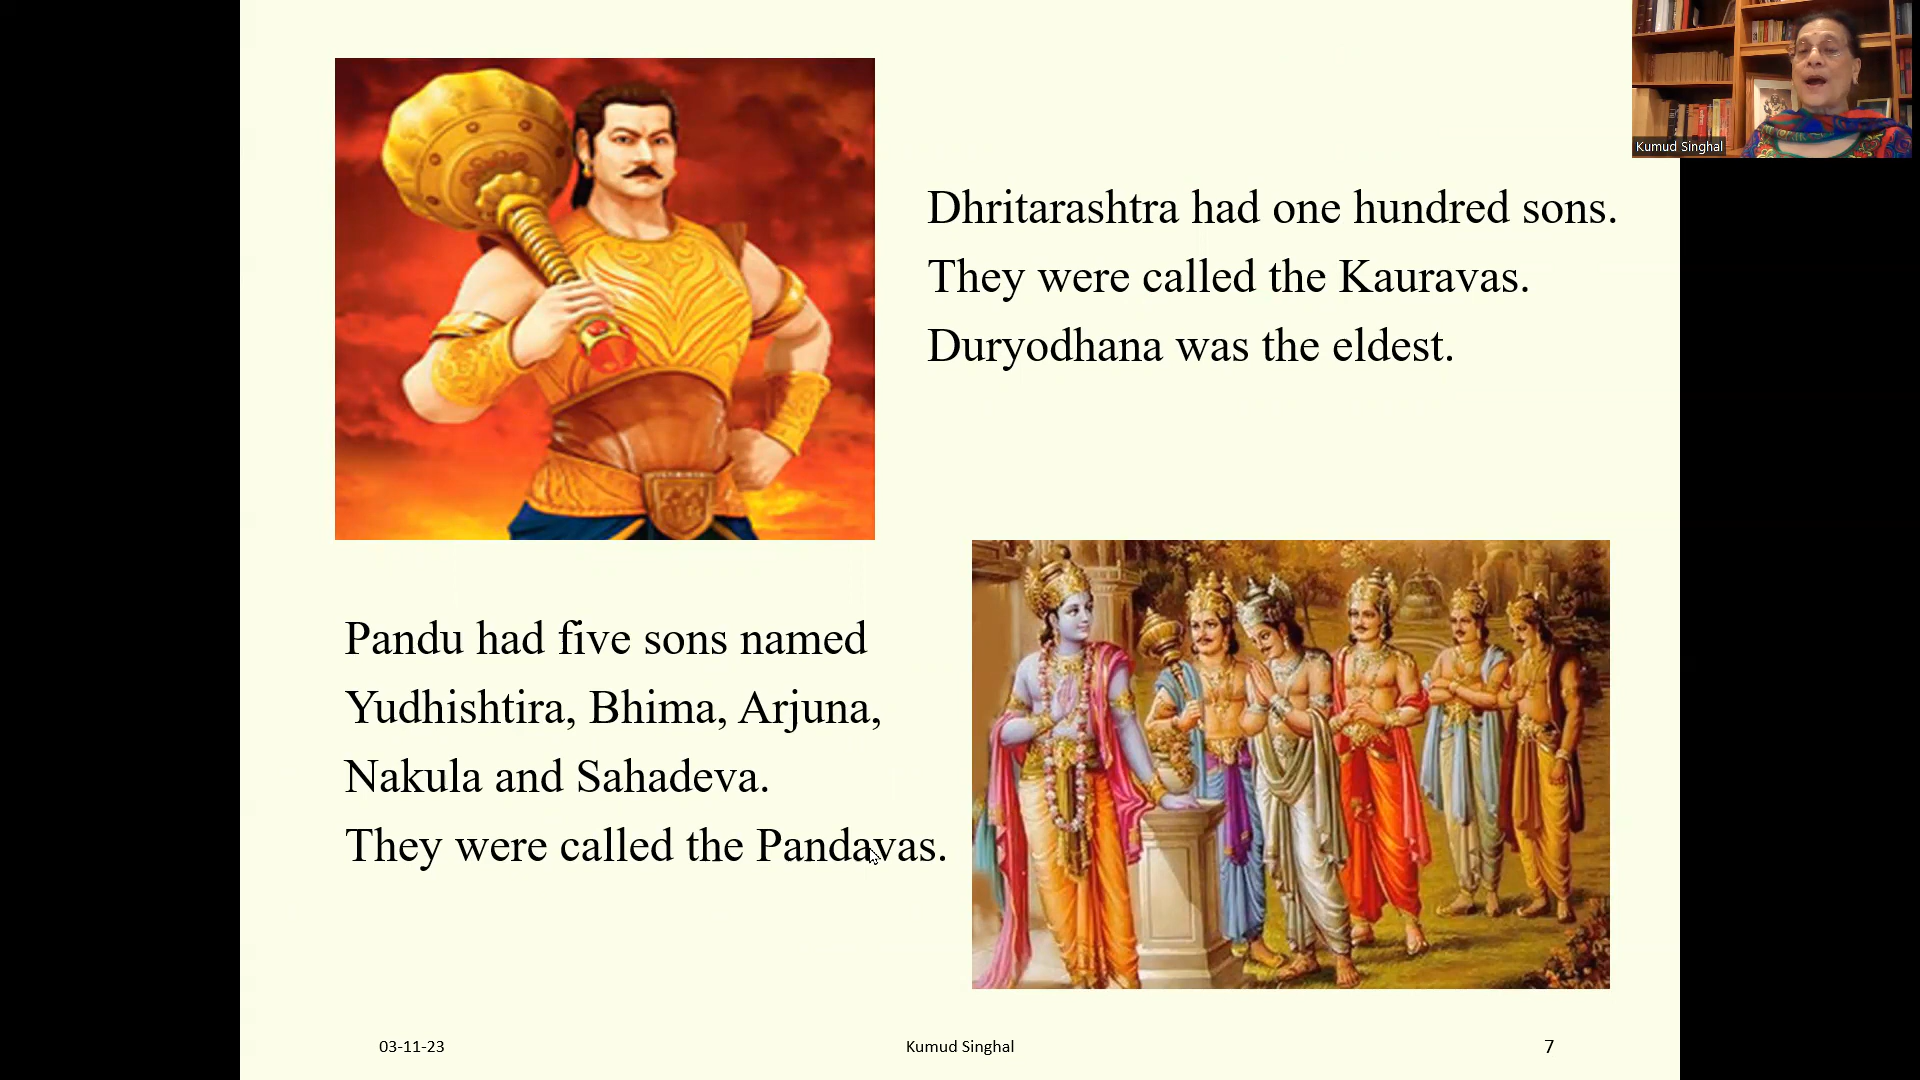 Kumud Singhal
Dhritarashtra had one hundred sons.
They were called the Kauravas.
Duryodhana was the eldest.
Pandu had five sons named
Yudhishtira, Bhima, Arjuna,
Nakula and Sahadeva.
They were called the Pandavas.
03-11-23
Kumud Singhal
7